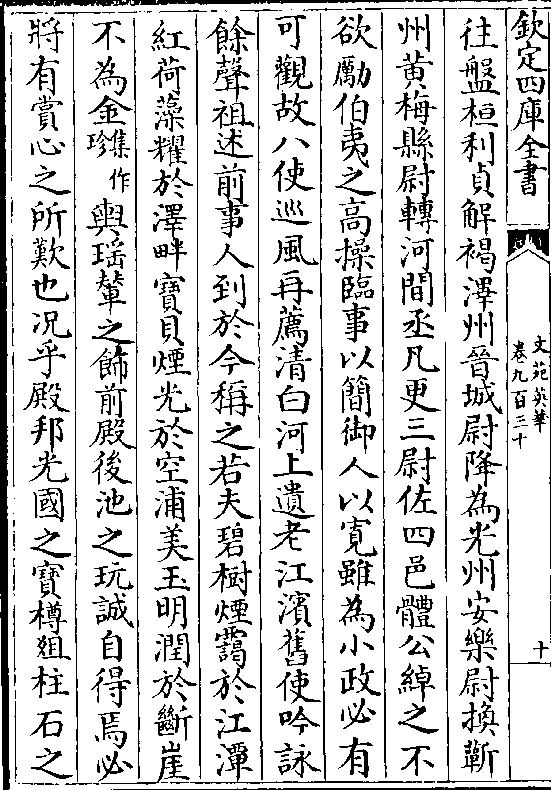 欽定四庫全書
文苑英華
卷九百三十
十
往盤桓利貞解褐澤州晉城尉降為光州安樂尉換蘄
州黄梅縣尉轉河間丞凡更三尉佐四邑體公綽之不
欲勵伯夷之高操臨事以簡御人以寛雖為小政必有
可觀故八使巡風再薦清白河上遺老江濱舊使吟詠
餘聲祖述前事人到於今稱之若夫碧樹煙靄於江潭
紅荷藻耀於澤畔寶貝煙光於空浦美玉明潤於斷崖
不為金集作珍輿瑶輦之飾前殿後池之玩誠自得焉必
將有賞心之所歎也况乎殿邦光國之寶樽俎柱石之